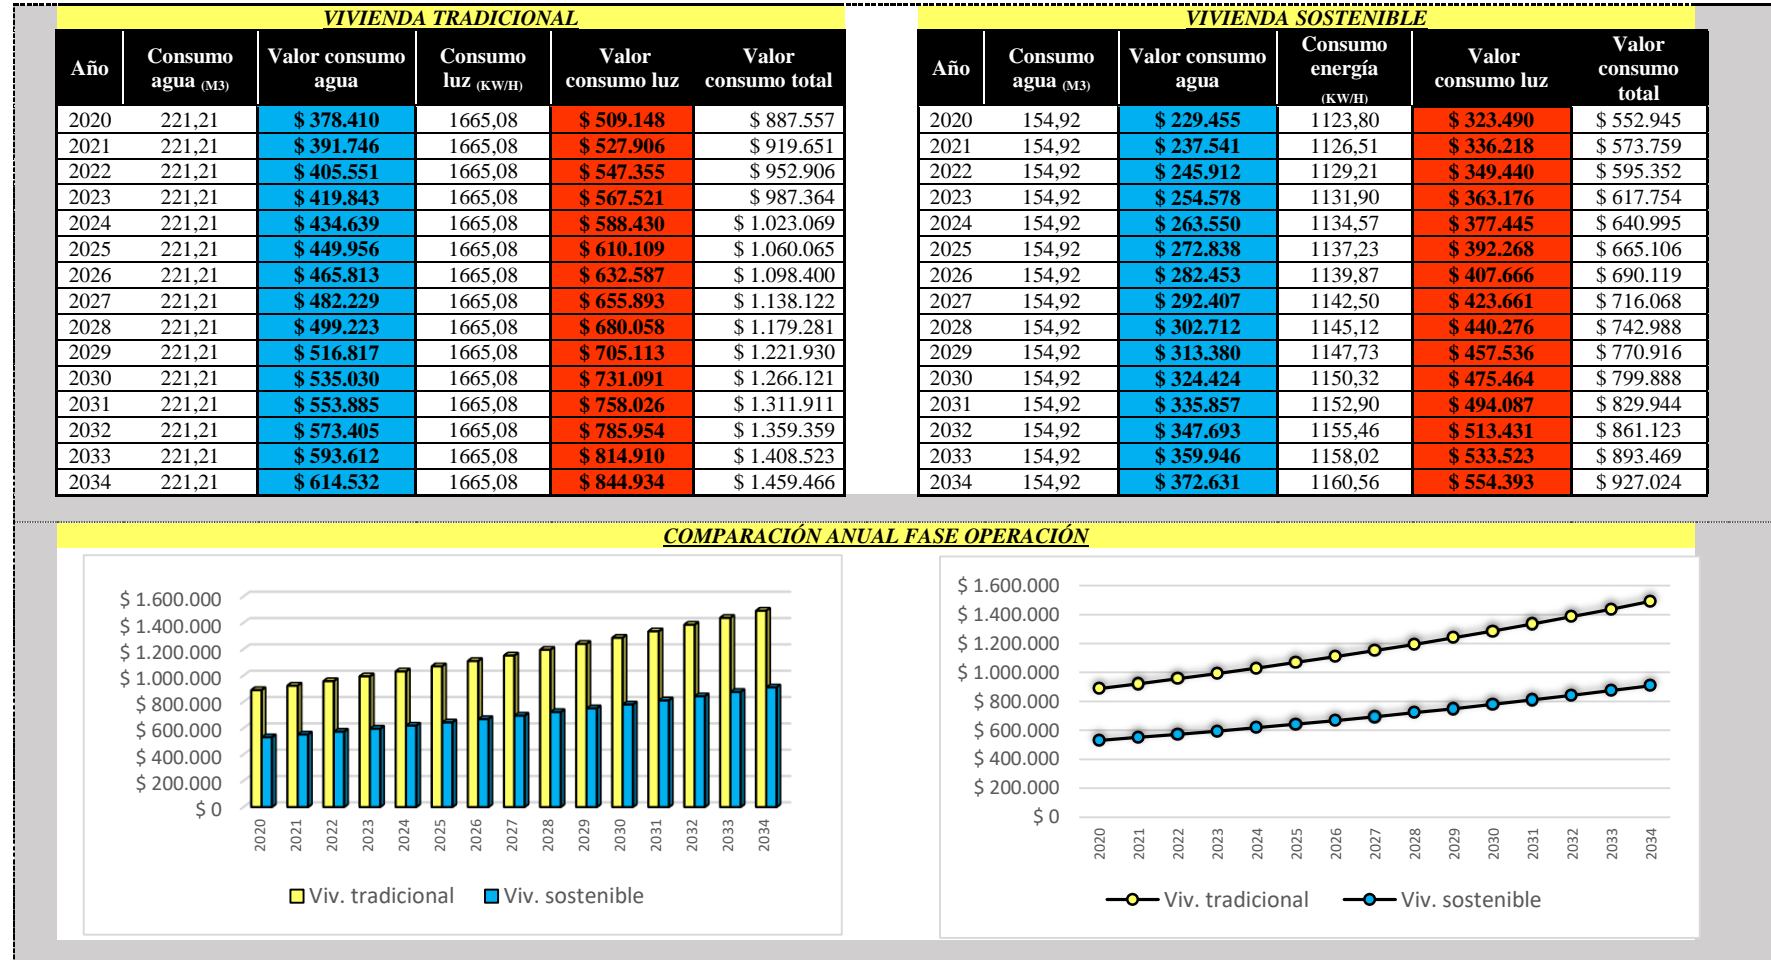 VIVIENDA TRADICIONAL
Año Consumo agua (M3) Valor consumo agua Consumo luz (KW/H) Valor consumo luz Valor consumo total
2020 221,21 $ 378.410 1665,08 $ 509.148 $ 887.557
2021 221,21 $ 391.746 1665,08 $ 527.906 $ 919.651
2022 221,21 $ 405.551 1665,08 $ 547.355 $ 952.906
2023 221,21 $ 419.843 1665,08 $ 567.521 $ 987.364
2024 221,21 $ 434.639 1665,08 $ 588.430 $ 1.023.069
2025 221,21 $ 449.956 1665,08 $ 610.109 $ 1.060.065
2026 221,21 $ 465.813 1665,08 $ 632.587 $ 1.098.400
2027 221,21 $ 482.229 1665,08 $ 655.893 $ 1.138.122
2028 221,21 $ 499.223 1665,08 $ 680.058 $ 1.179.281
2029 221,21 $ 516.817 1665,08 $ 705.113 $ 1.221.930
2030 221,21 $ 535.030 1665,08 $ 731.091 $ 1.266.121
2031 221,21 $ 553.885 1665,08 $ 758.026 $ 1.311.911
2032 221,21 $ 573.405 1665,08 $ 785.954 $ 1.359.359
2033 221,21 $ 593.612 1665,08 $ 814.910 $ 1.408.523
2034 221,21 $ 614.532 1665,08 $ 844.934 $ 1.459.466
VIVIENDA SOSTENIBLE
Año Consumo agua (M3) Valor consumo agua Consumo energía (KW/H) Valor consumo luz Valor consumo total
2020 154,92 $ 229.455 1123,80 $ 323.490 $ 552.945
2021 154,92 $ 237.541 1126,51 $ 336.218 $ 573.759
2022 154,92 $ 245.912 1129,21 $ 349.440 $ 595.352
2023 154,92 $ 254.578 1131,90 $ 363.176 $ 617.754
2024 154,92 $ 263.550 1134,57 $ 377.445 $ 640.995
2025 154,92 $ 272.838 1137,23 $ 392.268 $ 665.106
2026 154,92 $ 282.453 1139,87 $ 407.666 $ 690.119
2027 154,92 $ 292.407 1142,50 $ 423.661 $ 716.068
2028 154,92 $ 302.712 1145,12 $ 440.276 $ 742.988
2029 154,92 $ 313.380 1147,73 $ 457.536 $ 770.916
2030 154,92 $ 324.424 1150,32 $ 475.464 $ 799.888
2031 154,92 $ 335.857 1152,90 $ 494.087 $ 829.944
2032 154,92 $ 347.693 1155,46 $ 513.431 $ 861.123
2033 154,92 $ 359.946 1158,02 $ 533.523 $ 893.469
2034 154,92 $ 372.631 1160,56 $ 554.393 $ 927.024
COMPARACIÓN ANUAL FASE OPERACIÓN
$ 1.600.000
$ 1.400.000
$ 1.200.000
$ 1.000.000
$ 800.000
$ 600.000
$ 400.000
$ 200.000
$ 0
2020 2021 2022 2023 2024 2025 2026 2027 2028 2029 2030 2031 2032 2033 2034
Viv. tradicional Viv. sostenible
$ 1.600.000
$ 1.400.000
$ 1.200.000
$ 1.000.000
$ 800.000
$ 600.000
$ 400.000
$ 200.000
$ 0
2020 2021 2022 2023 2024 2025 2026 2027 2028 2029 2030 2031 2032 2033 2034
Viv. tradicional Viv. sostenible